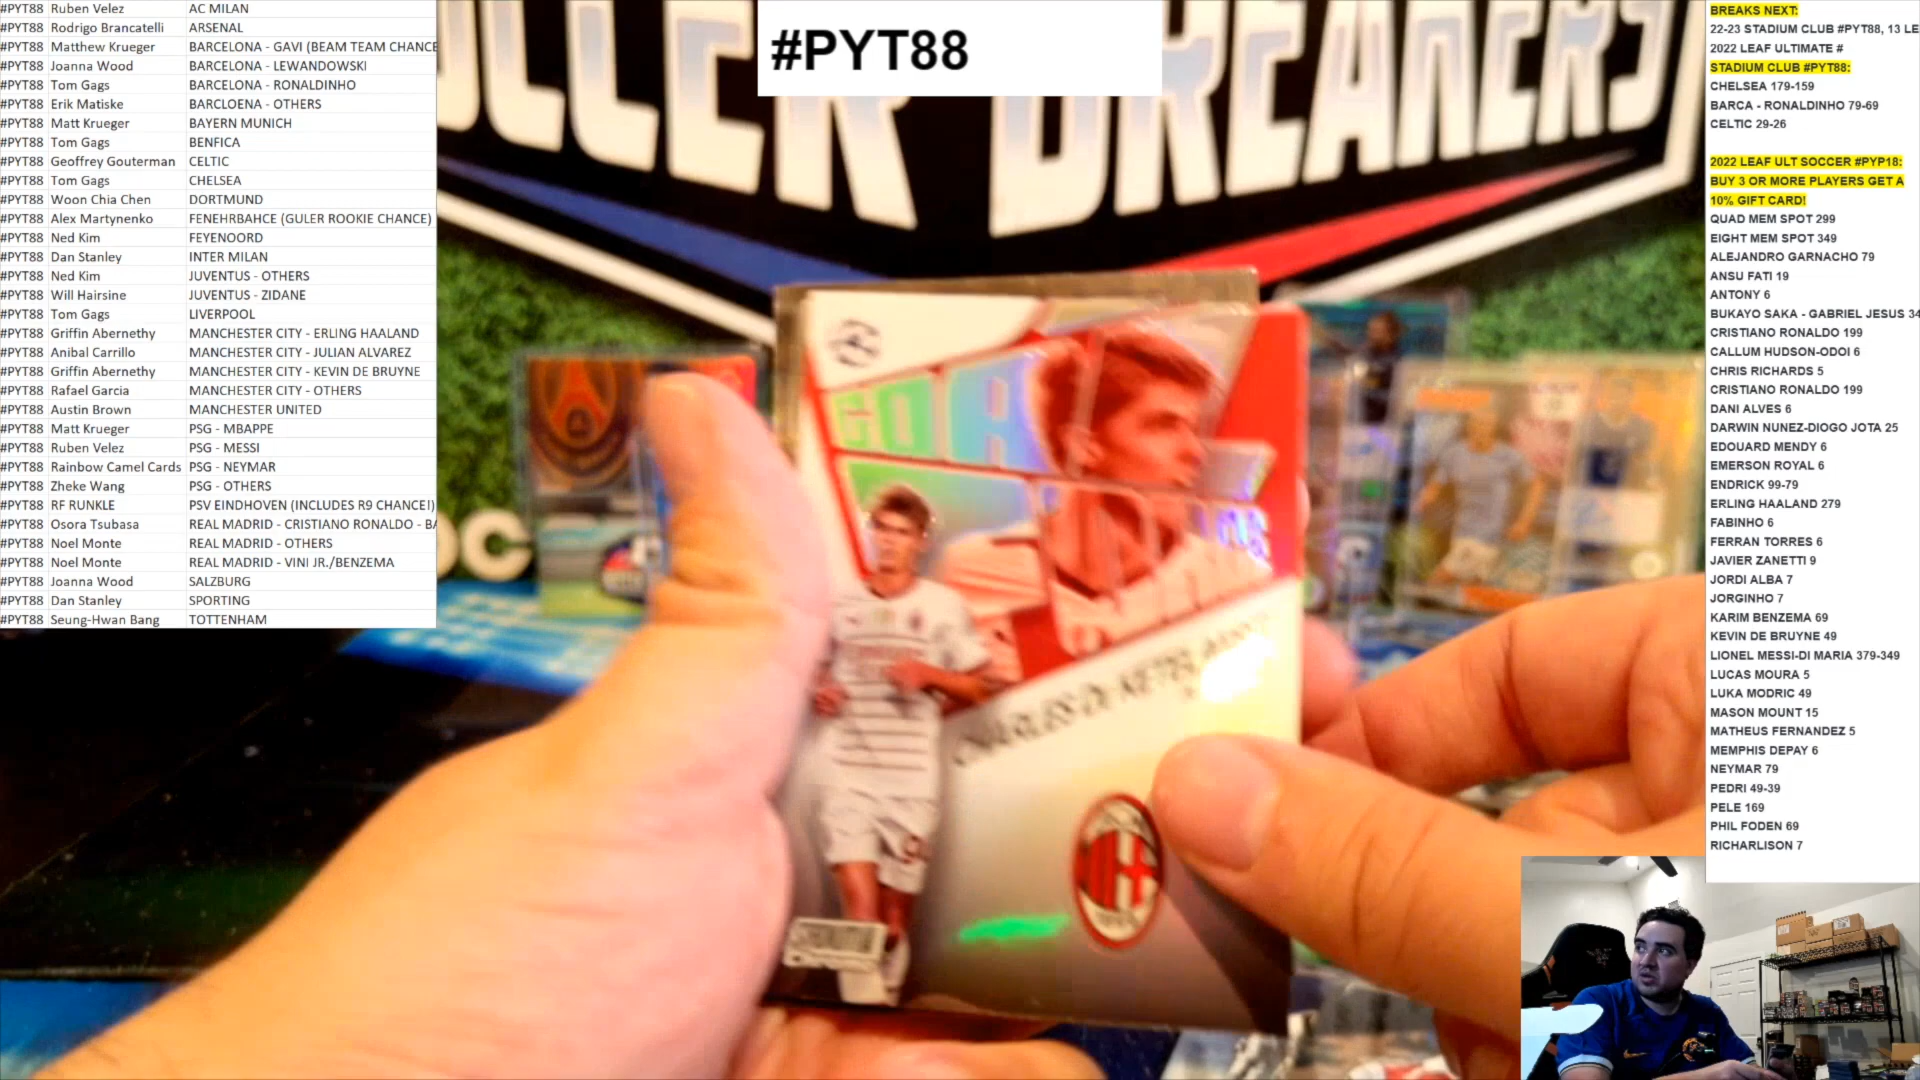 #PYT88 Ruben Velez AC MILAN
#PYT88 Rodrigo Brancatelli ARSENAL
#PYT88 Matthew Krueger BARCELONA - GAVI (BEAM TEAM CHANCE
#PYT88 Joanna Wood BARCELONA - LEWANDOWSKI
#PYT88 Tom Gags BARCELONA - RONALDINHO
#PYT88 Erik Matiske BARCLOENA - OTHERS
#PYT88 Matt Krueger BAYERN MUNICH
#PYT88 Tom Gags BENFICA
#PYT88 Geoffrey Gouterman CELTIC
#PYT88 Tom Gags CHELSEA
#PYT88 Woon Chia Chen DORTMUND
#PYT88 Alex Martynenko FENEHRBAHCE (GULER ROOKIE CHANCE)
#PYT88 Ned Kim FEYENOORD
#PYT88 Dan Stanley INTER MILAN
#PYT88 Ned Kim JUVENTUS - OTHERS
#PYT88 Will Hairsine JUVENTUS - ZIDANE
#PYT88 Tom Gags LIVERPOOL
#PYT88 Griffin Abernethy MANCHESTER CITY - ERLING HAALAND
#PYT88 Anibal Carrillo MANCHESTER CITY - JULIAN ALVAREZ
#PYT88 Griffin Abernethy MANCHESTER CITY - KEVIN DE BRUYNE
#PYT88 Rafael Garcia MANCHESTER CITY - OTHERS
#PYT88 Austin Brown MANCHESTER UNITED
#PYT88 Matt Krueger PSG - MBAPPE
#PYT88 Ruben Velez PSG - MESSI
#PYT88 Rainbow Camel Cards PSG - NEYMAR
#PYT88 Zheke Wang PSG - OTHERS
#PYT88 RF RUNKLE PSV EINDHOVEN (INCLUDES R9 CHANCE!)
#PYT88 Osora Tsubasa REAL MADRID - CRISTIANO RONALDO - BA
#PYT88 Noel Monte REAL MADRID - OTHERS
#PYT88 Noel Monte REAL MADRID - VINI JR./BENZEMA
#PYT88 Joanna Wood SALZBURG
#PYT88 Dan Stanley SPORTING
#PYT88 Seung-Hwan Bang TOTTENHAM
#PYT88
BREAKERS
CHARLES DE KETELAERE
BREAKS NEXT:
22-23 STADIUM CLUB #PYT88, 13 LE
2022 LEAF ULTIMATE #
STADIUM CLUB #PYT88:
CHELSEA 179-159
BARCA - RONALDINHO 79-69
CELTIC 29-26
2022 LEAF ULT SOCCER #PYP18:
BUY 3 OR MORE PLAYERS GET A
10% GIFT CARD!
QUAD MEM SPOT 299
EIGHT MEM SPOT 349
ALEJANDRO GARNACHO 79
ANSU FATI 19
ANTONY 6
BUKAYO SAKA - GABRIEL JESUS 34
CRISTIANO RONALDO 199
CALLUM HUDSON-ODOI 6
CHRIS RICHARDS 5
CRISTIANO RONALDO 199
DANI ALVES 6
DARWIN NUNEZ-DIOGO JOTA 25
EDOUARD MENDY 6
EMERSON ROYAL 6
ENDRICK 99-79
ERLING HAALAND 279
FABINHO 6
FERRAN TORRES 6
JAVIER ZANETTI 9
JORDI ALBA 7
JORGINHO 7
KARIM BENZEMA 69
KEVIN DE BRUYNE 49
LIONEL MESSI-DI MARIA 379-349
LUCAS MOURA 5
LUKA MODRIC 49
MASON MOUNT 15
MATHEUS FERNANDEZ 5
MEMPHIS DEPAY 6
NEYMAR 79
PEDRI 49-39
PELE 169
PHIL FODEN 69
RICHARLISON 7